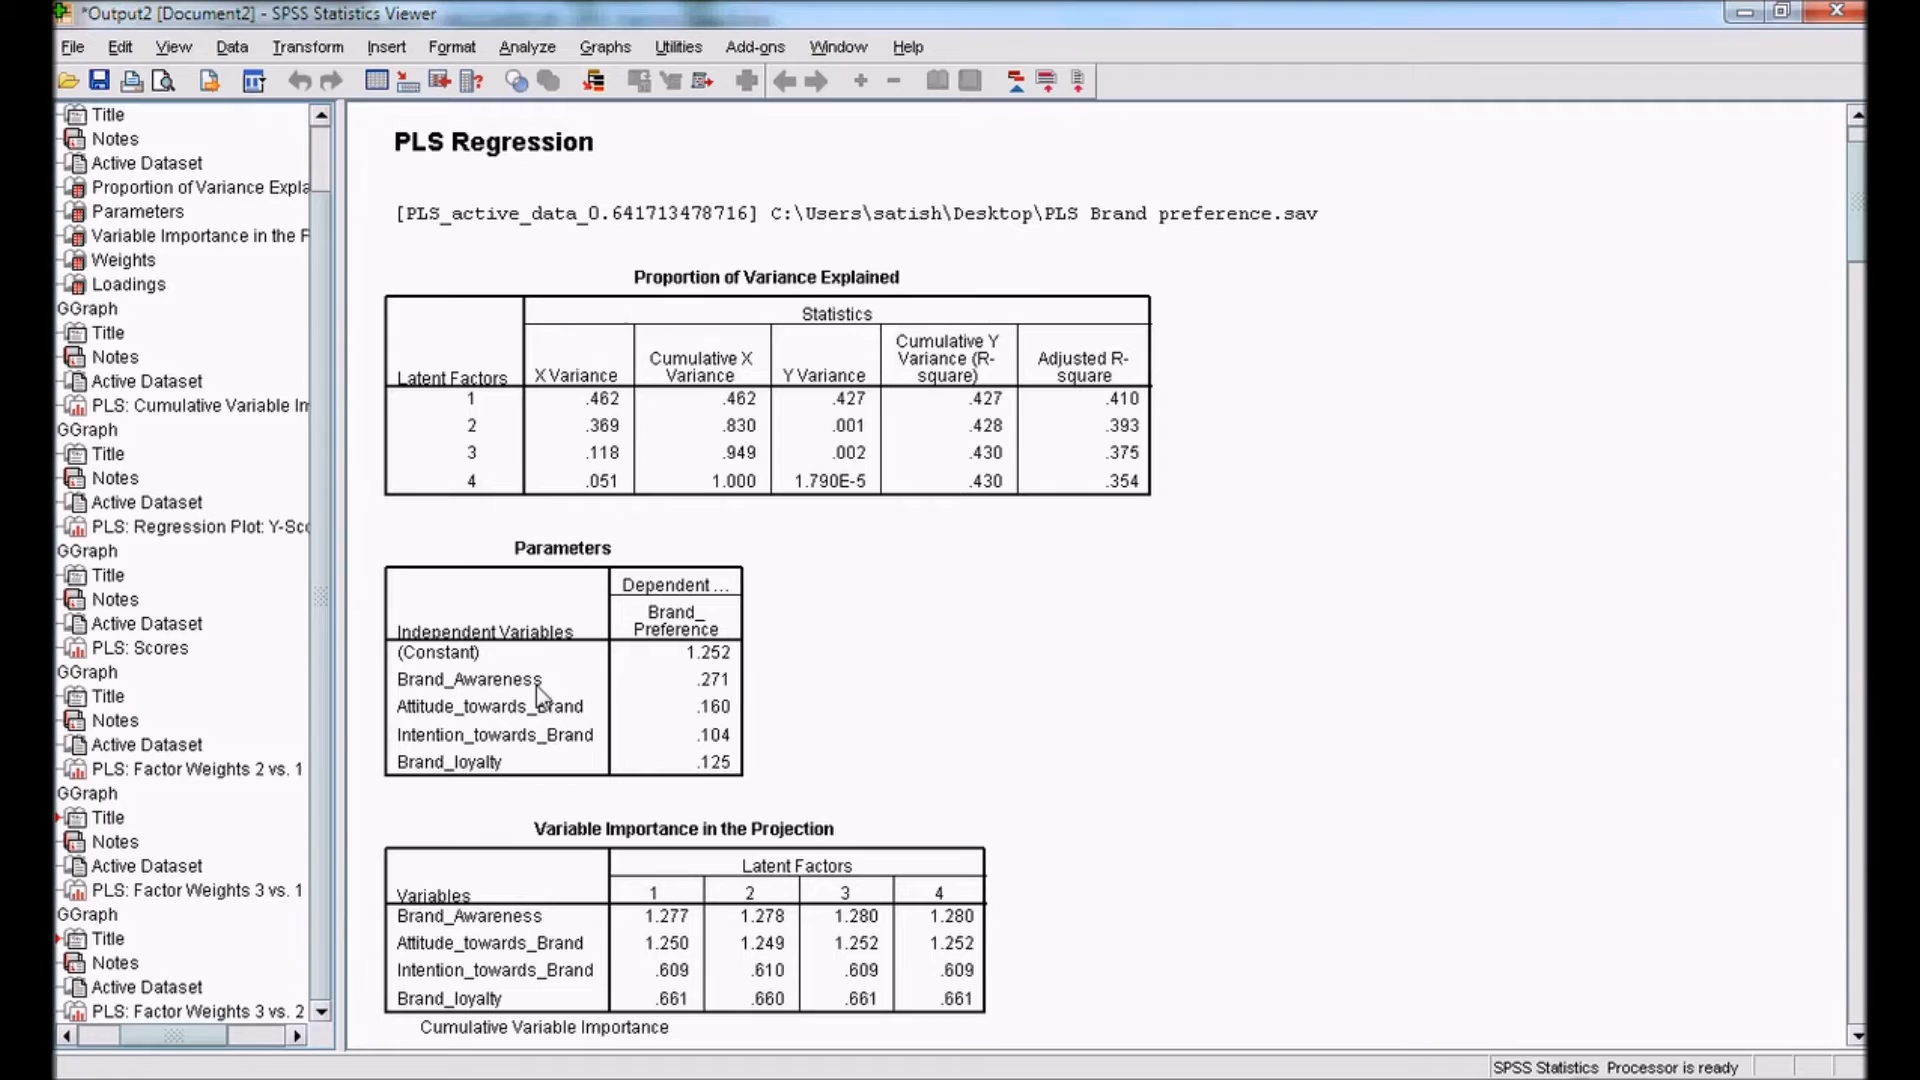 *Output2 [Document2] - SPSS Statistics Viewer
File Edit View Data Transform Insert Format Analyze Graphs Utilities Add-ons Window Help
Title
Notes
Active Dataset
Proportion of Variance Expla
Parameters
Variable Importance in the F
Weights
Loadings
GGraph
Title
Notes
Active Dataset
PLS: Cumulative Variable Im
GGraph
Title
Notes
Active Dataset
PLS: Regression Plot: Y-Sco
GGraph
Title
Notes
Active Dataset
PLS: Scores
GGraph
Title
Notes
Active Dataset
PLS: Factor Weights 2 vs. 1
GGraph
Title
Notes
Active Dataset
PLS: Factor Weights 3 vs. 1
GGraph
Title
Notes
Active Dataset
PLS: Factor Weights 3 vs. 2
PLS Regression
[PLS_active_data_0.641713478716] C:\Users\satish\Desktop\PLS Brand preference.sav
Proportion of Variance Explained
Statistics
Latent Factors X Variance Cumulative X Variance Y Variance Cumulative Y Variance (R-square) Adjusted R-square
1 .462 .462 .427 .427 .410
2 .369 .830 .001 .428 .393
3 .118 .949 .002 .430 .375
4 .051 1.000 1.790E-5 .430 .354
Parameters
Dependent ...
Independent Variables Brand_Preference
(Constant) 1.252
Brand_Awareness .271
Attitude_towards_Brand .160
Intention_towards_Brand .104
Brand_loyalty .125
Variable Importance in the Projection
Latent Factors
Variables 1 2 3 4
Brand_Awareness 1.277 1.278 1.280 1.280
Attitude_towards_Brand 1.250 1.249 1.252 1.252
Intention_towards_Brand .609 .610 .609 .609
Brand_loyalty .661 .660 .661 .661
Cumulative Variable Importance
SPSS Statistics Processor is ready